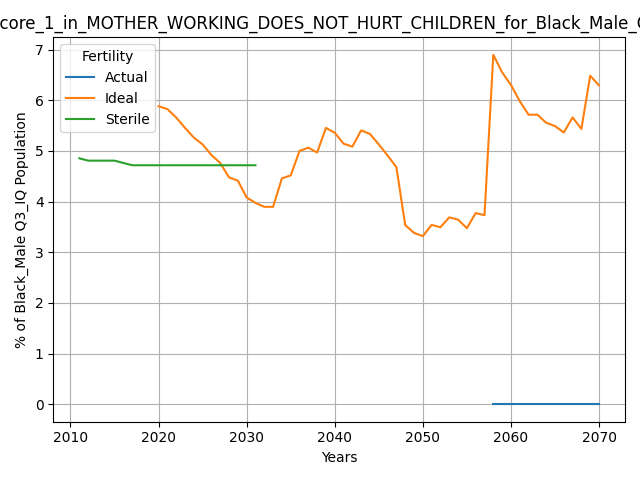 core_1_in_MOTHER_WORKING_DOES_NOT_HURT_CHILDREN_for_Black_Male_
Fertility
Actual
Ideal
Sterile
% of Black_Male Q3_IQ Population
7
6
5
4
3
2
1
0
2010 2020 2030 2040 2050 2060 2070
Years